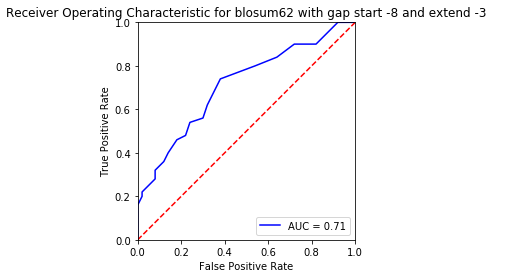 Receiver Operating Characteristic for blosum62 with gap start -8 and extend -3
1.0
0.8
0.6
0.4
0.2
0.0
True Positive Rate
AUC = 0.71
0.0 0.2 0.4 0.6 0.8 1.0
False Positive Rate